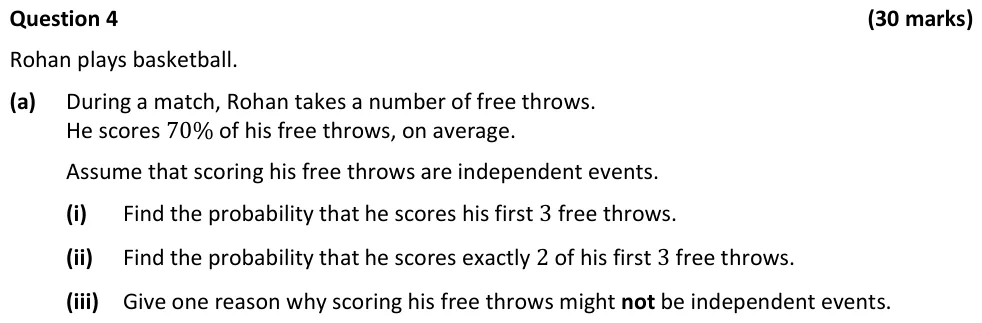 Question 4 (30 marks)
Rohan plays basketball.
(a) During a match, Rohan takes a number of free throws.
He scores 70% of his free throws, on average.
Assume that scoring his free throws are independent events.
(i) Find the probability that he scores his first 3 free throws.
(ii) Find the probability that he scores exactly 2 of his first 3 free throws.
(iii) Give one reason why scoring his free throws might not be independent events.